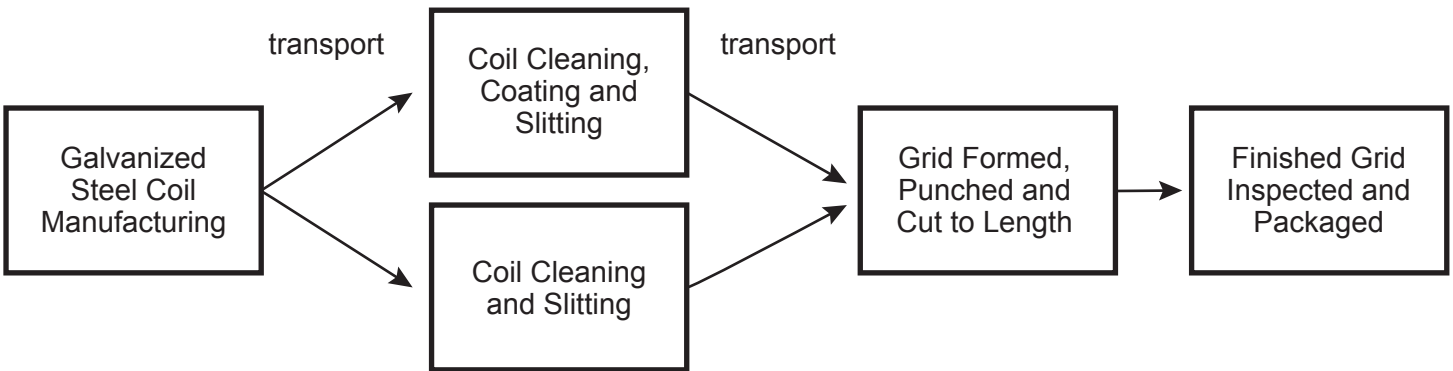 transport
Coil Cleaning,
Coating and
Slitting
transport
Galvanized
Steel Coil
Manufacturing
Coil Cleaning
and Slitting
Grid Formed,
Punched and
Cut to Length
Finished Grid
Inspected and
Packaged